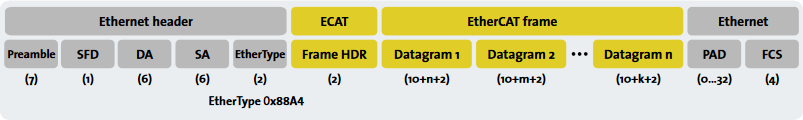 Ethernet header ECAT EtherCAT frame Ethernet
Preamble SFD DA SA EtherType Frame HDR Datagram 1 Datagram 2 ••• Datagram n PAD FCS
(7) (1) (6) (6) (2) (2) (10+n+2) (10+m+2) (10+k+2) (0...32) (4)
EtherType 0x88A4